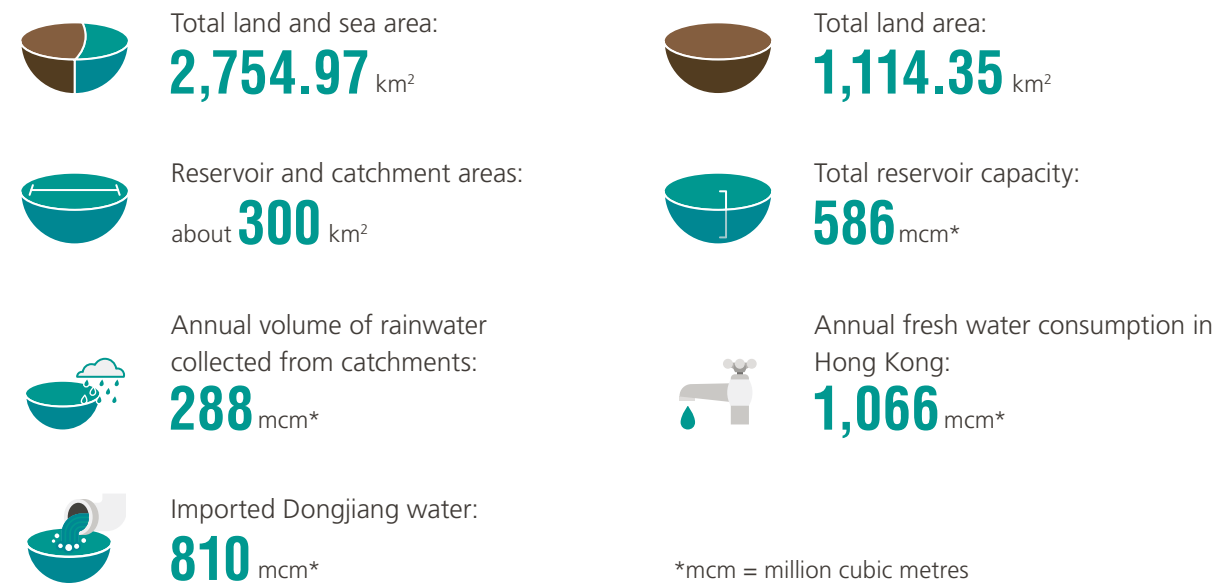 Total land and sea area:
2,754.97 km²
Total land area:
1,114.35 km²
Reservoir and catchment areas:
about 300 km²
Total reservoir capacity:
586 mcm*
Annual volume of rainwater
collected from catchments:
288 mcm*
Annual fresh water consumption in
Hong Kong:
1,066 mcm*
Imported Dongjiang water:
810 mcm*
*mcm = million cubic metres